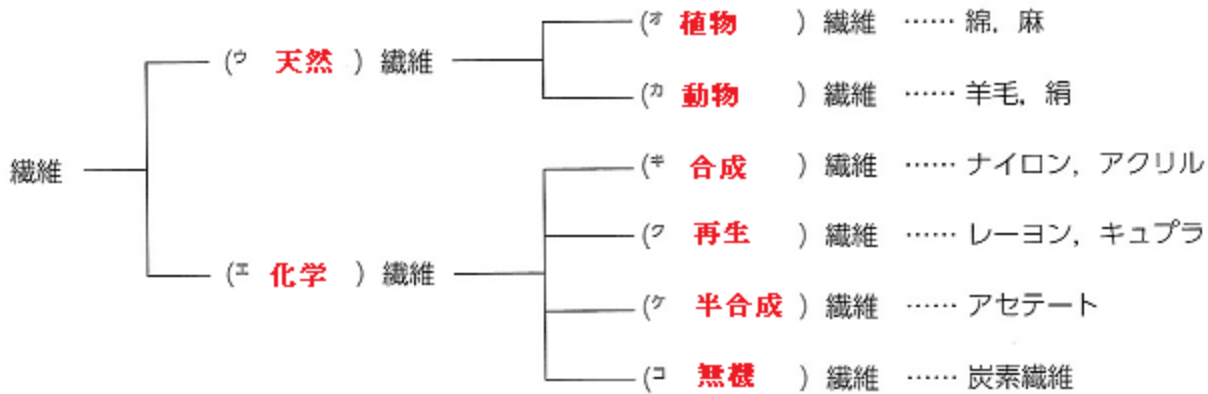 (オ 植物 ) 繊維 …… 綿，麻
(ウ 天然 ) 繊維
(カ 動物 ) 繊維 …… 羊毛，絹
繊維
(キ 合成 ) 繊維 …… ナイロン，アクリル
(ク 再生 ) 繊維 …… レーヨン，キュプラ
(エ 化学 ) 繊維
(ケ 半合成 ) 繊維 …… アセテート
(コ 無機 ) 繊維 …… 炭素繊維